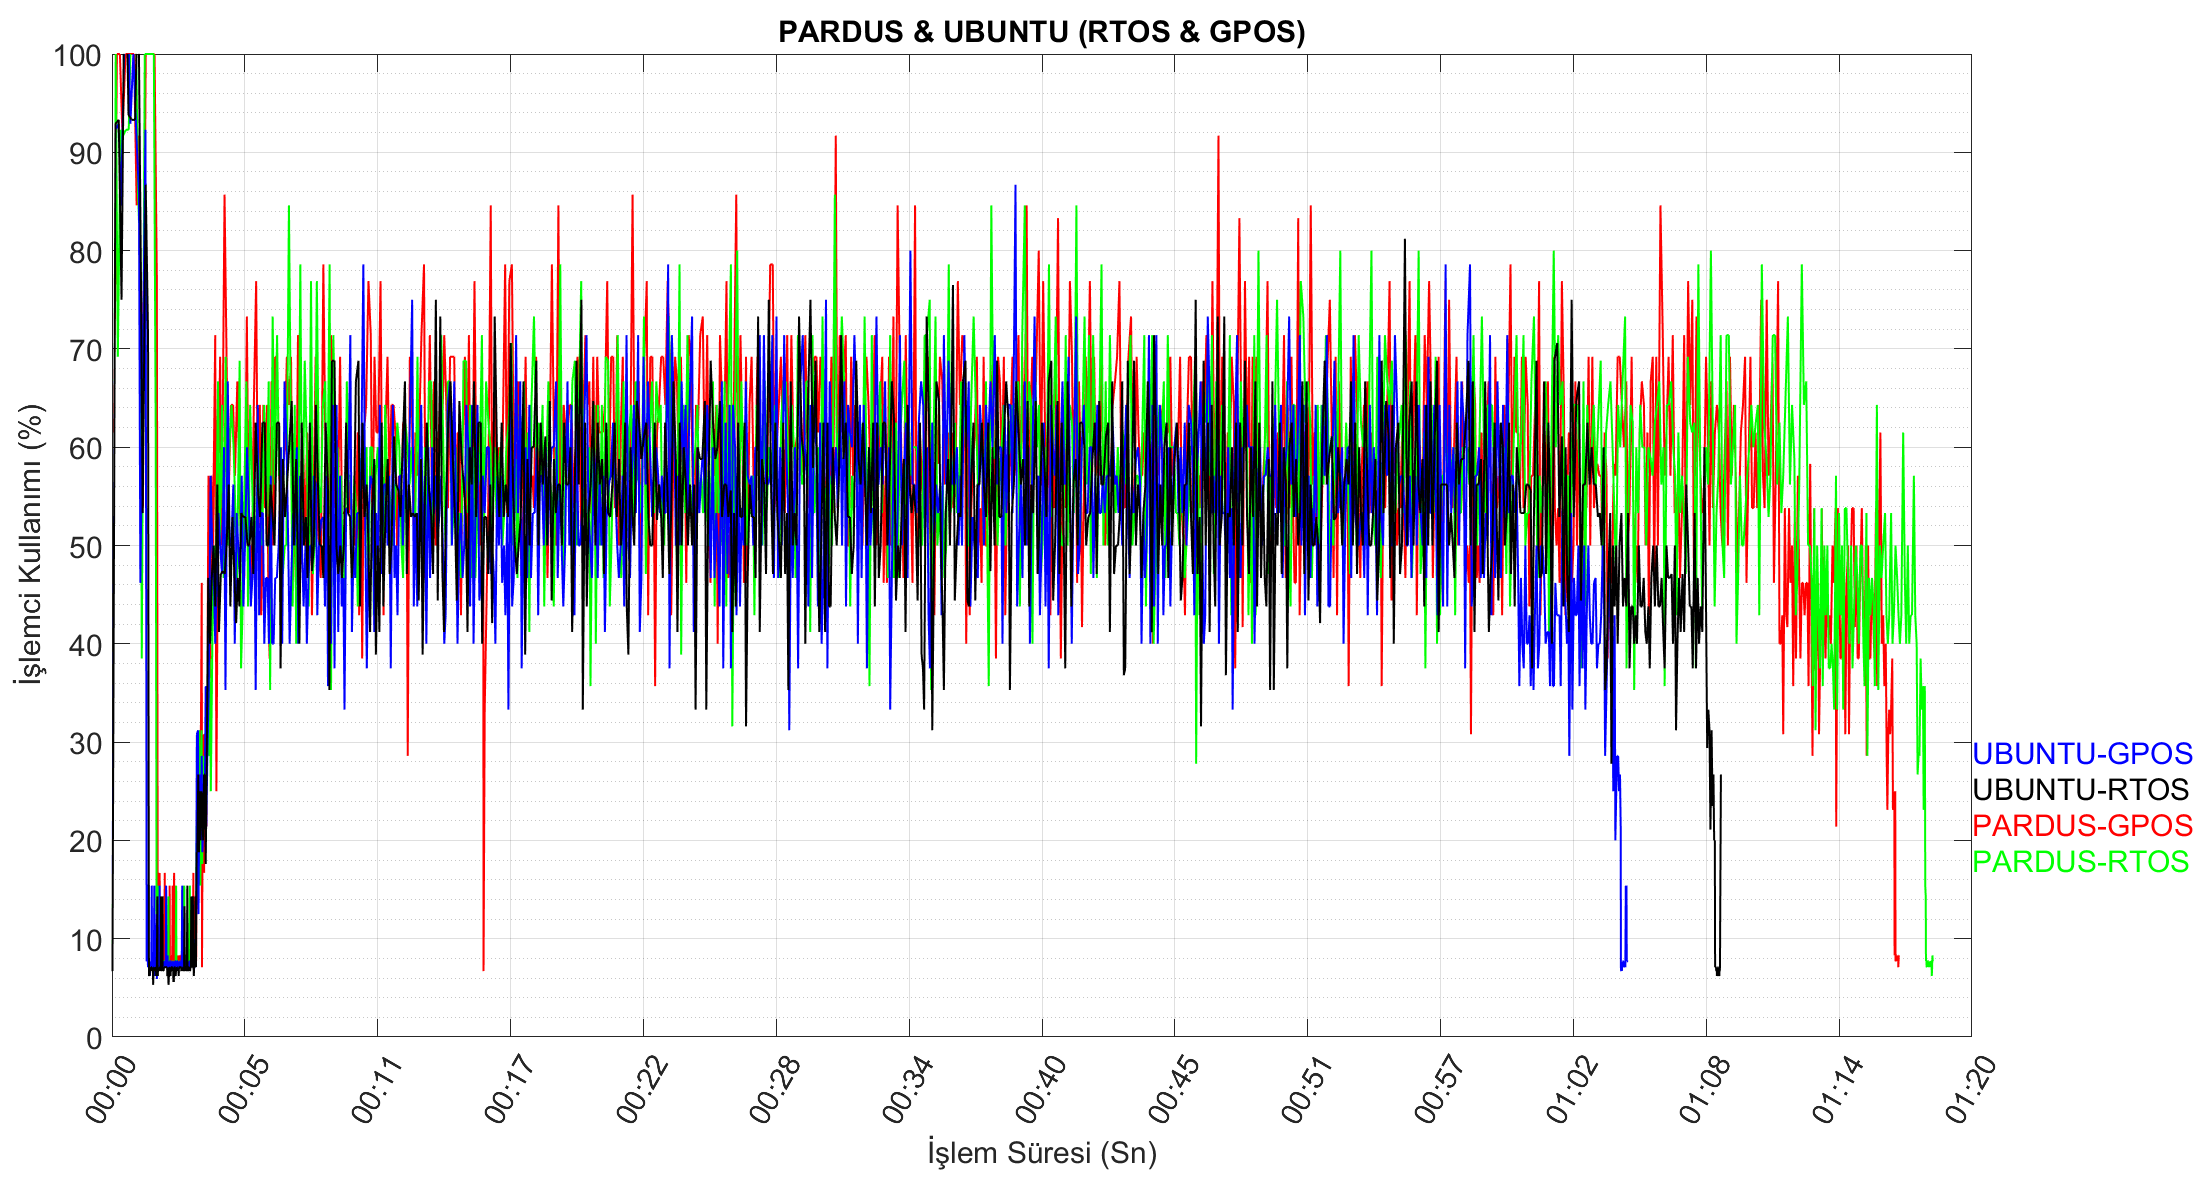 PARDUS & UBUNTU (RTOS & GPOS)
100
90
80
70
60
50
40
30
20
10
0
İşlemci Kullanımı (%)
UBUNTU-GPOS
UBUNTU-RTOS
PARDUS-GPOS
PARDUS-RTOS
00:00 00:05 00:11 00:17 00:22 00:28 00:34 00:40 00:45 00:51 00:57 01:02 01:08 01:14 01:20
İşlem Süresi (Sn)